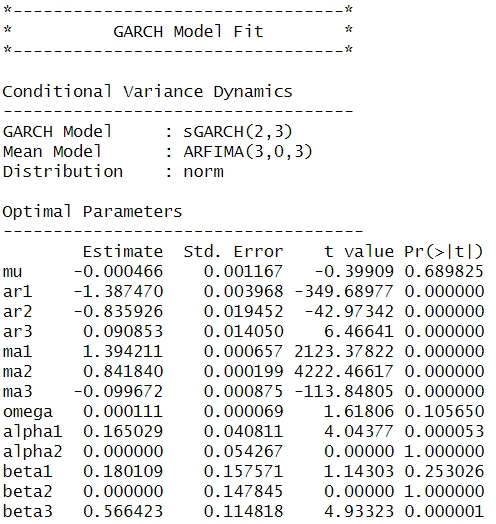 *---------------------------------*
*          GARCH Model Fit        *
*---------------------------------*
Conditional Variance Dynamics
-----------------------------------
GARCH Model     : sGARCH(2,3)
Mean Model      : ARFIMA(3,0,3)
Distribution    : norm
Optimal Parameters
------------------------------------
        Estimate  Std. Error    t value Pr(>|t|)
mu     -0.000466    0.001167   -0.39909 0.689825
ar1    -1.387470    0.003968 -349.68977 0.000000
ar2    -0.835926    0.019452  -42.97342 0.000000
ar3     0.090853    0.014050    6.46641 0.000000
ma1     1.394211    0.000657 2123.37822 0.000000
ma2     0.841840    0.000199 4222.46617 0.000000
ma3    -0.099672    0.000875 -113.84805 0.000000
omega   0.000111    0.000069    1.61806 0.105650
alpha1  0.165029    0.040811    4.04377 0.000053
alpha2  0.000000    0.054267    0.00000 1.000000
beta1   0.180109    0.157571    1.14303 0.253026
beta2   0.000000    0.147845    0.00000 1.000000
beta3   0.566423    0.114818    4.93323 0.000001